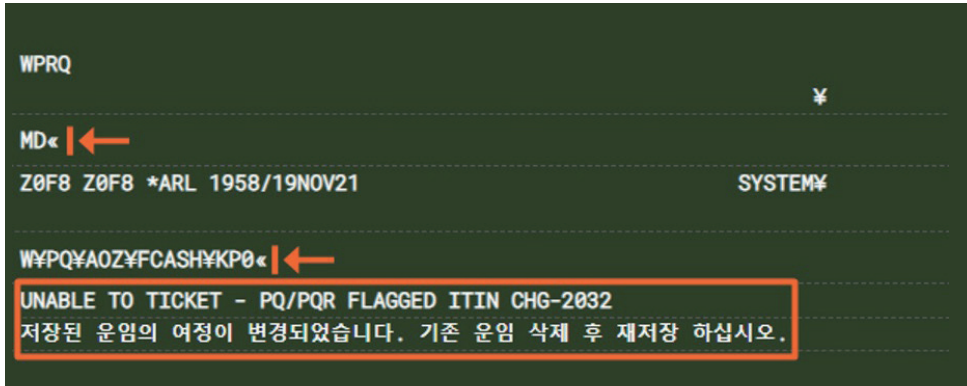 WPRQ
¥
MD«
Z0F8 Z0F8 *ARL 1958/19NOV21 SYSTEM¥
W¥PQ¥AOZ¥FCASH¥KP0«
UNABLE TO TICKET - PQ/PQR FLAGGED ITIN CHG-2032
저장된 운임의 여정이 변경되었습니다. 기존 운임 삭제 후 재저장 하십시오.